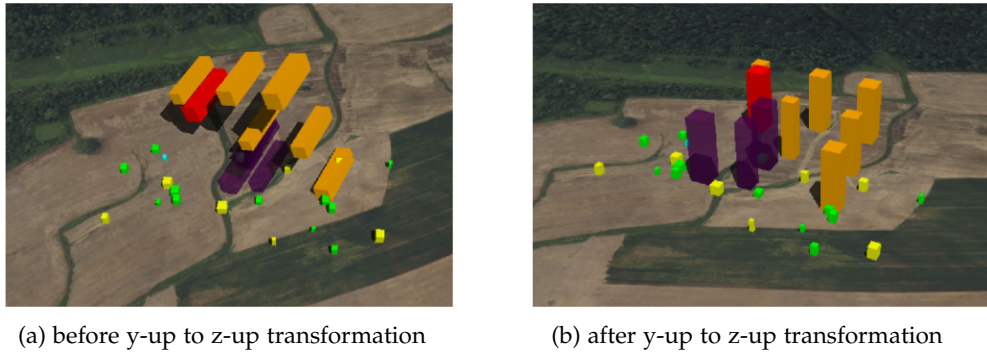 (a) before y-up to z-up transformation
(b) after y-up to z-up transformation